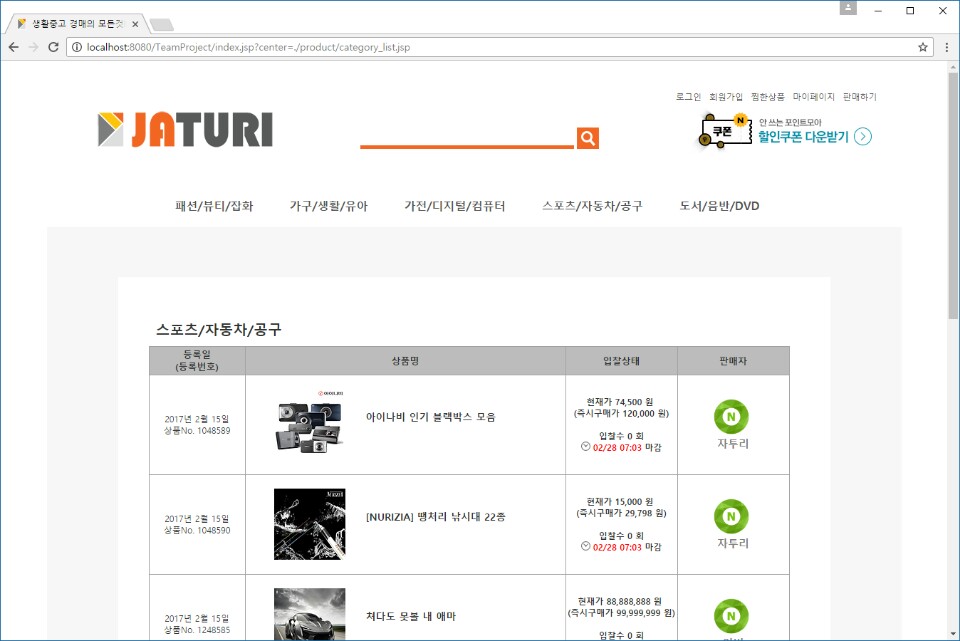 생활중고 경매의 모든것
localhost:8080/TeamProject/index.jsp?center=./product/category_list.jsp
로그인 회원가입 찜한상품 마이페이지 판매하기
JATURI
쿠폰 N
안 쓰는 포인트모아
할인쿠폰 다운받기
패션/뷰티/잡화 가구/생활/유아 가전/디지털/컴퓨터 스포츠/자동차/공구 도서/음반/DVD
스포츠/자동차/공구
등록일
(등록번호)
상품명
입찰상태
판매자
2017년 2월 15일
상품No. 1048589
아이나비 인기 블랙박스 모음
현재가 74,500 원
(즉시구매가 120,000 원)
입찰수 0 회
02/28 07:03 마감
N
자투리
2017년 2월 15일
상품No. 1048590
[NURIZIA] 땜처리 낚시대 22종
현재가 15,000 원
(즉시구매가 29,798 원)
입찰수 0 회
02/28 07:03 마감
N
자투리
2017년 2월 15일
상품No. 1248585
쳐다도 못볼 내 애마
현재가 88,888,888 원
(즉시구매가 99,999,999 원)
입찰수 0 회
N